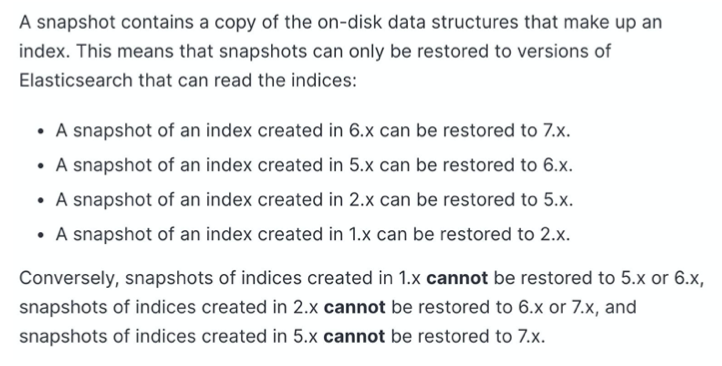 A snapshot contains a copy of the on-disk data structures that make up an
index. This means that snapshots can only be restored to versions of
Elasticsearch that can read the indices:
• A snapshot of an index created in 6.x can be restored to 7.x.
• A snapshot of an index created in 5.x can be restored to 6.x.
• A snapshot of an index created in 2.x can be restored to 5.x.
• A snapshot of an index created in 1.x can be restored to 2.x.
Conversely, snapshots of indices created in 1.x cannot be restored to 5.x or 6.x,
snapshots of indices created in 2.x cannot be restored to 6.x or 7.x, and
snapshots of indices created in 5.x cannot be restored to 7.x.